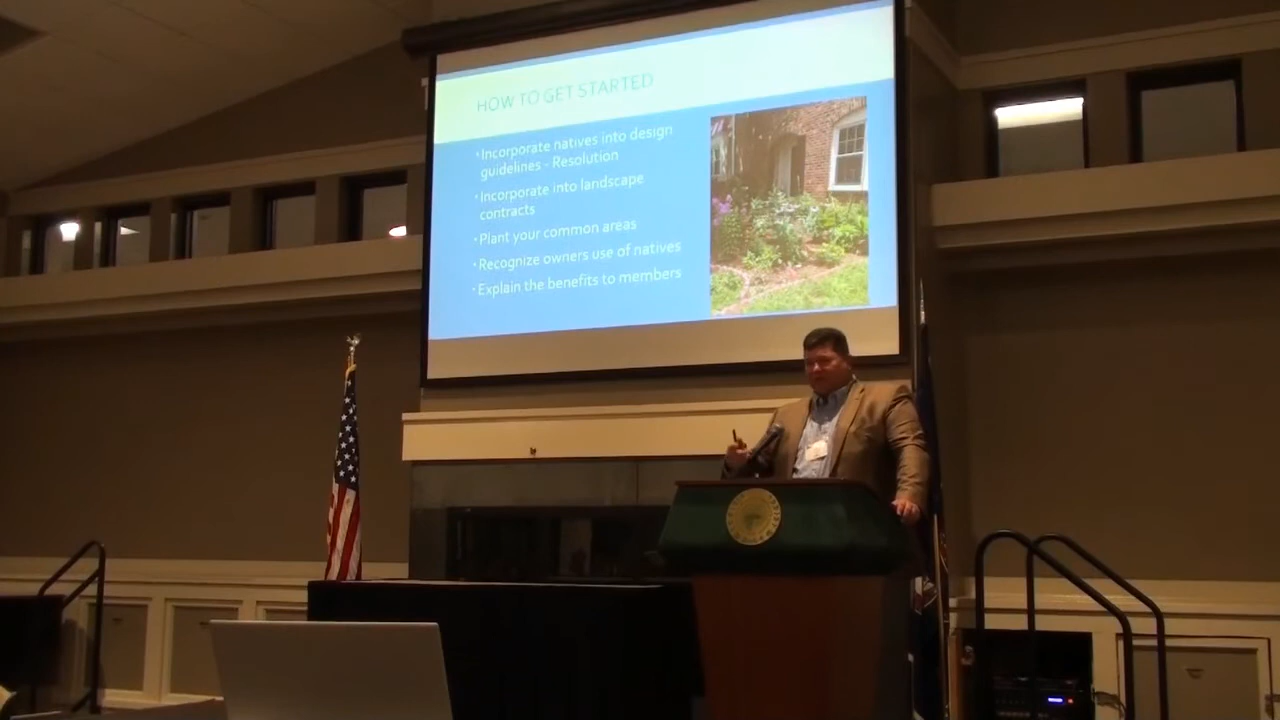 HOW TO GET STARTED
• Incorporate natives into design
guidelines - Resolution
• Incorporate into landscape
contracts
• Plant your common areas
• Recognize owners use of natives
• Explain the benefits to members